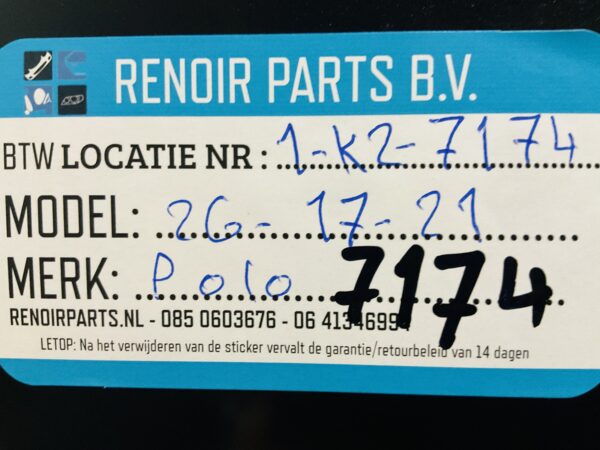 RENOIR PARTS B.V.
BTW LOCATIE NR : 1-K2-7174
MODEL: 2G-17-21
MERK: Polo 7174
RENOIRPARTS.NL - 085 0603676 - 06 41346994
LETOP: Na het verwijderen van de sticker vervalt de garantie/retourbeleid van 14 dagen